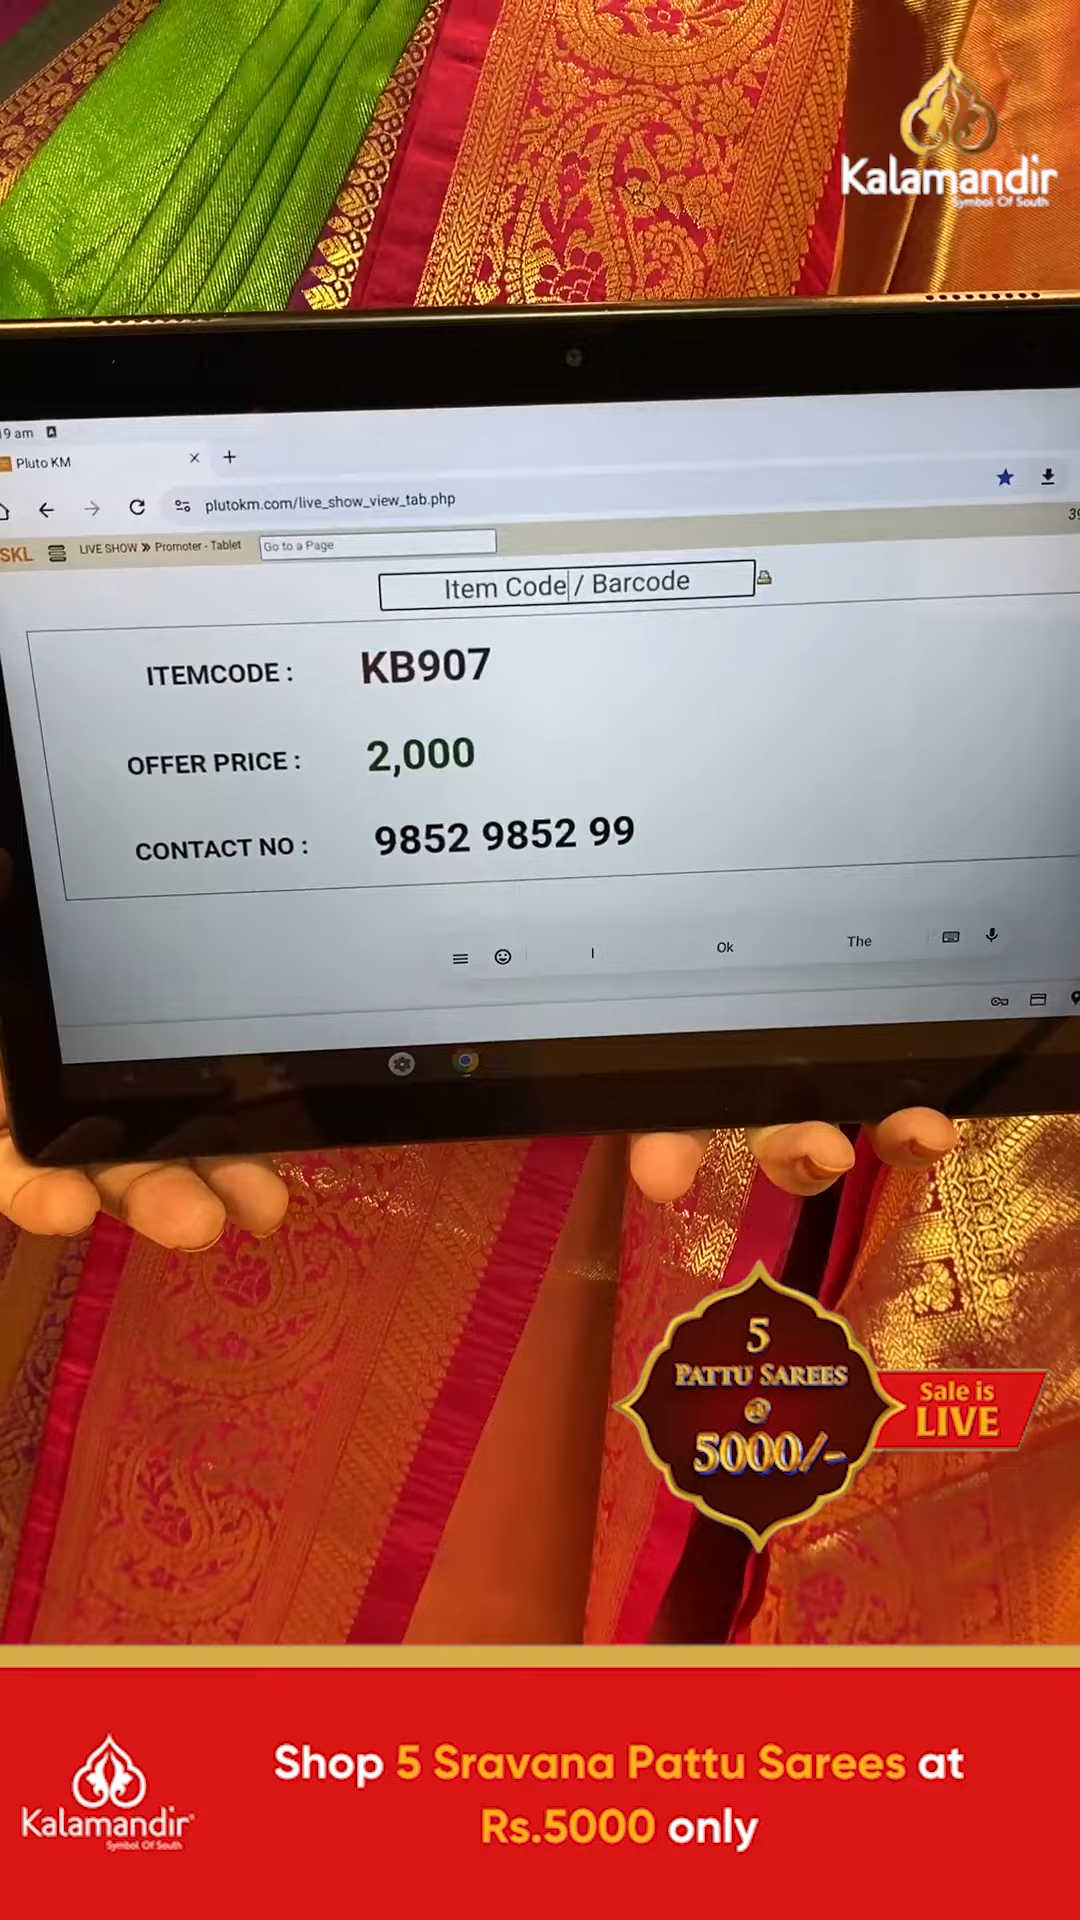 Kalamandir
Symbol Of South
19 am
Pluto KM
plutokm.com/live_show_view_tab.php
39
SKL LIVE SHOW » Promoter - Tablet Go to a Page
Item Code / Barcode
ITEMCODE : KB907
OFFER PRICE : 2,000
CONTACT NO : 9852 9852 99
I Ok The
5
PATTU SAREES
@
5000/-
Sale is
LIVE
Shop 5 Sravana Pattu Sarees at
Rs.5000 only
Kalamandir
Symbol Of South